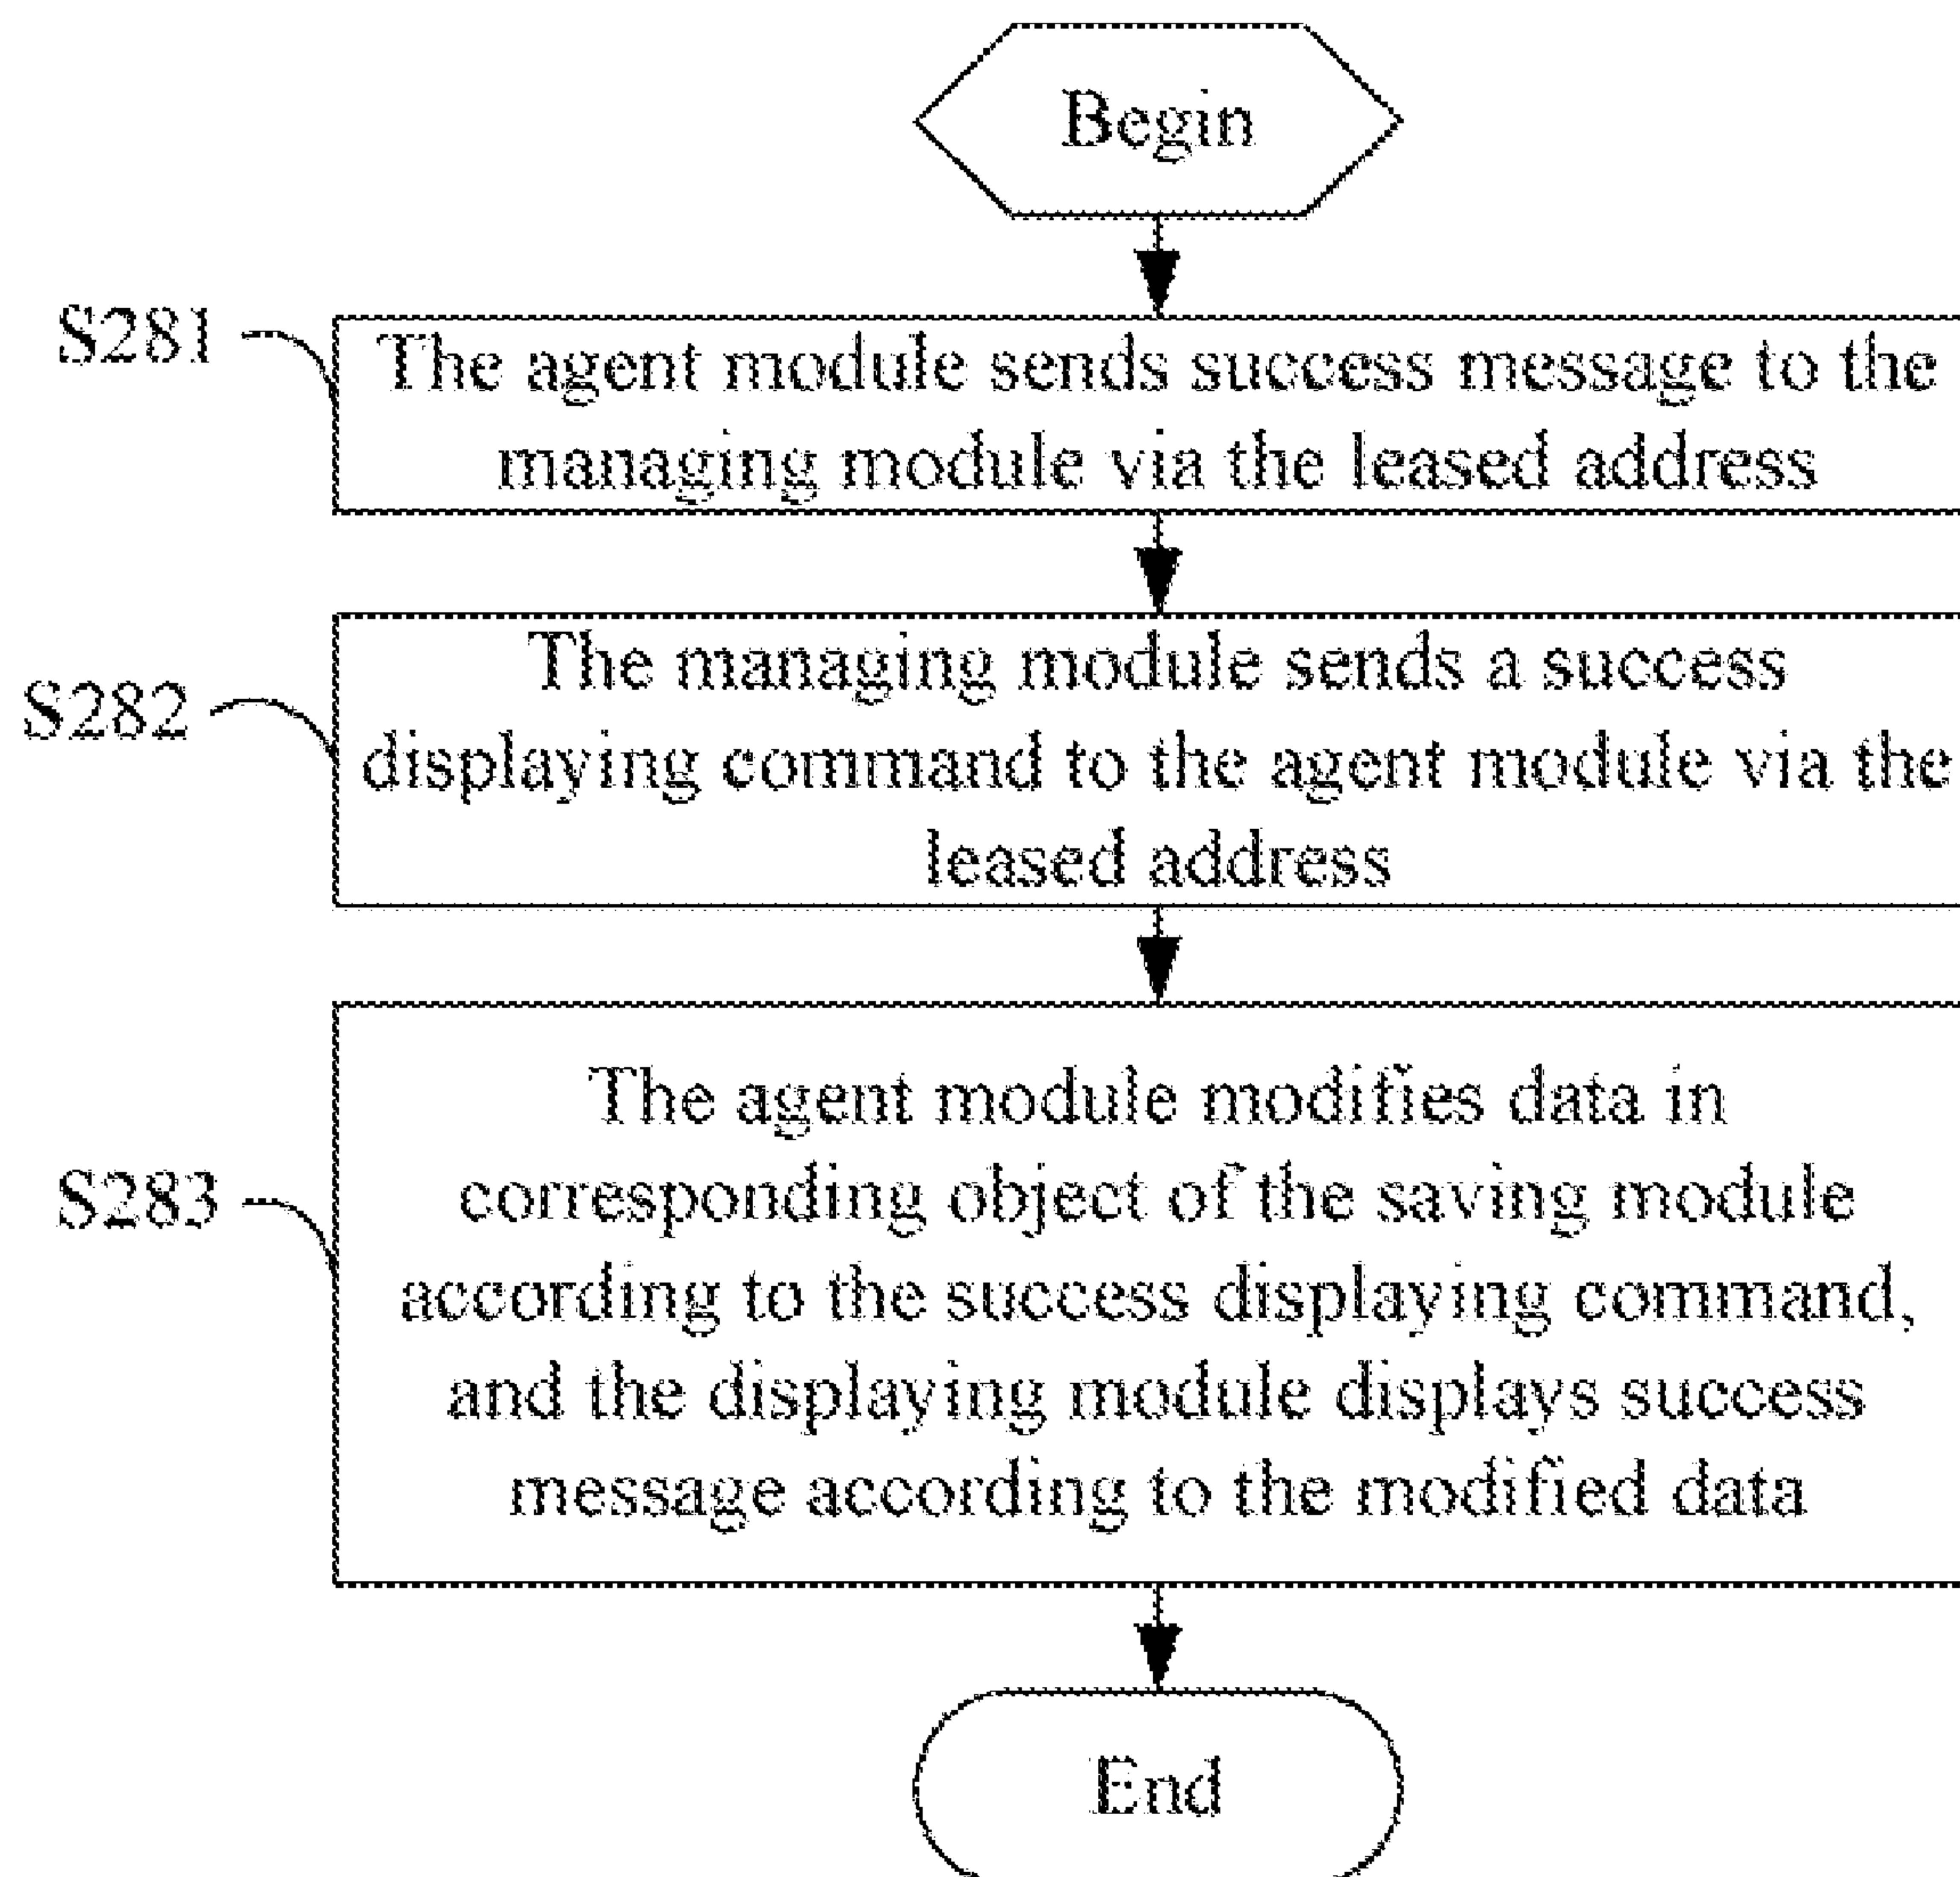 Begin
S281
The agent module sends success message to the
managing module via the leased address
S282
The managing module sends a success
displaying command to the agent module via the
leased address
S283
The agent module modifies data in
corresponding object of the saving module
according to the success displaying command,
and the displaying module displays success
message according to the modified data
End